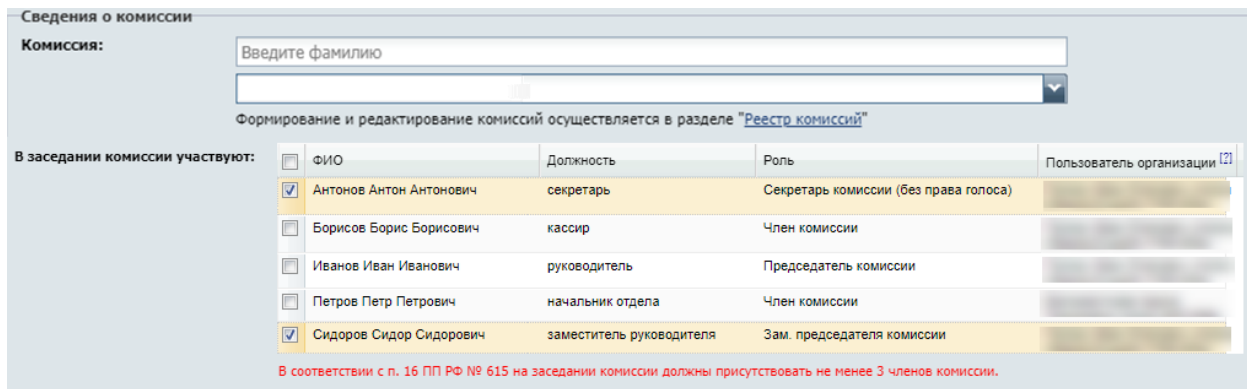 Сведения о комиссии
Комиссия:
Введите фамилию
Формирование и редактирование комиссий осуществляется в разделе "Реестр комиссий"
В заседании комиссии участвуют:
ФИО Должность Роль Пользователь организации [?]
Антонов Антон Антонович секретарь Секретарь комиссии (без права голоса)
Борисов Борис Борисович кассир Член комиссии
Иванов Иван Иванович руководитель Председатель комиссии
Петров Петр Петрович начальник отдела Член комиссии
Сидоров Сидор Сидорович заместитель руководителя Зам. председателя комиссии
В соответствии с п. 16 ПП РФ № 615 на заседании комиссии должны присутствовать не менее 3 членов комиссии.